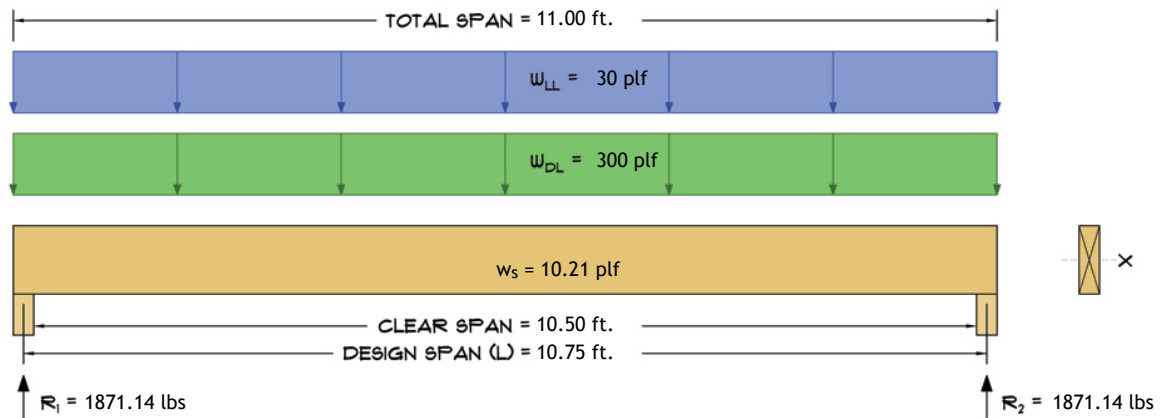 TOTAL SPAN = 11.00 ft.
WLL = 30 plf
WDL = 300 plf
ws = 10.21 plf
X
CLEAR SPAN = 10.50 ft.
DESIGN SPAN (L) = 10.75 ft.
R1 = 1871.14 lbs
R2 = 1871.14 lbs